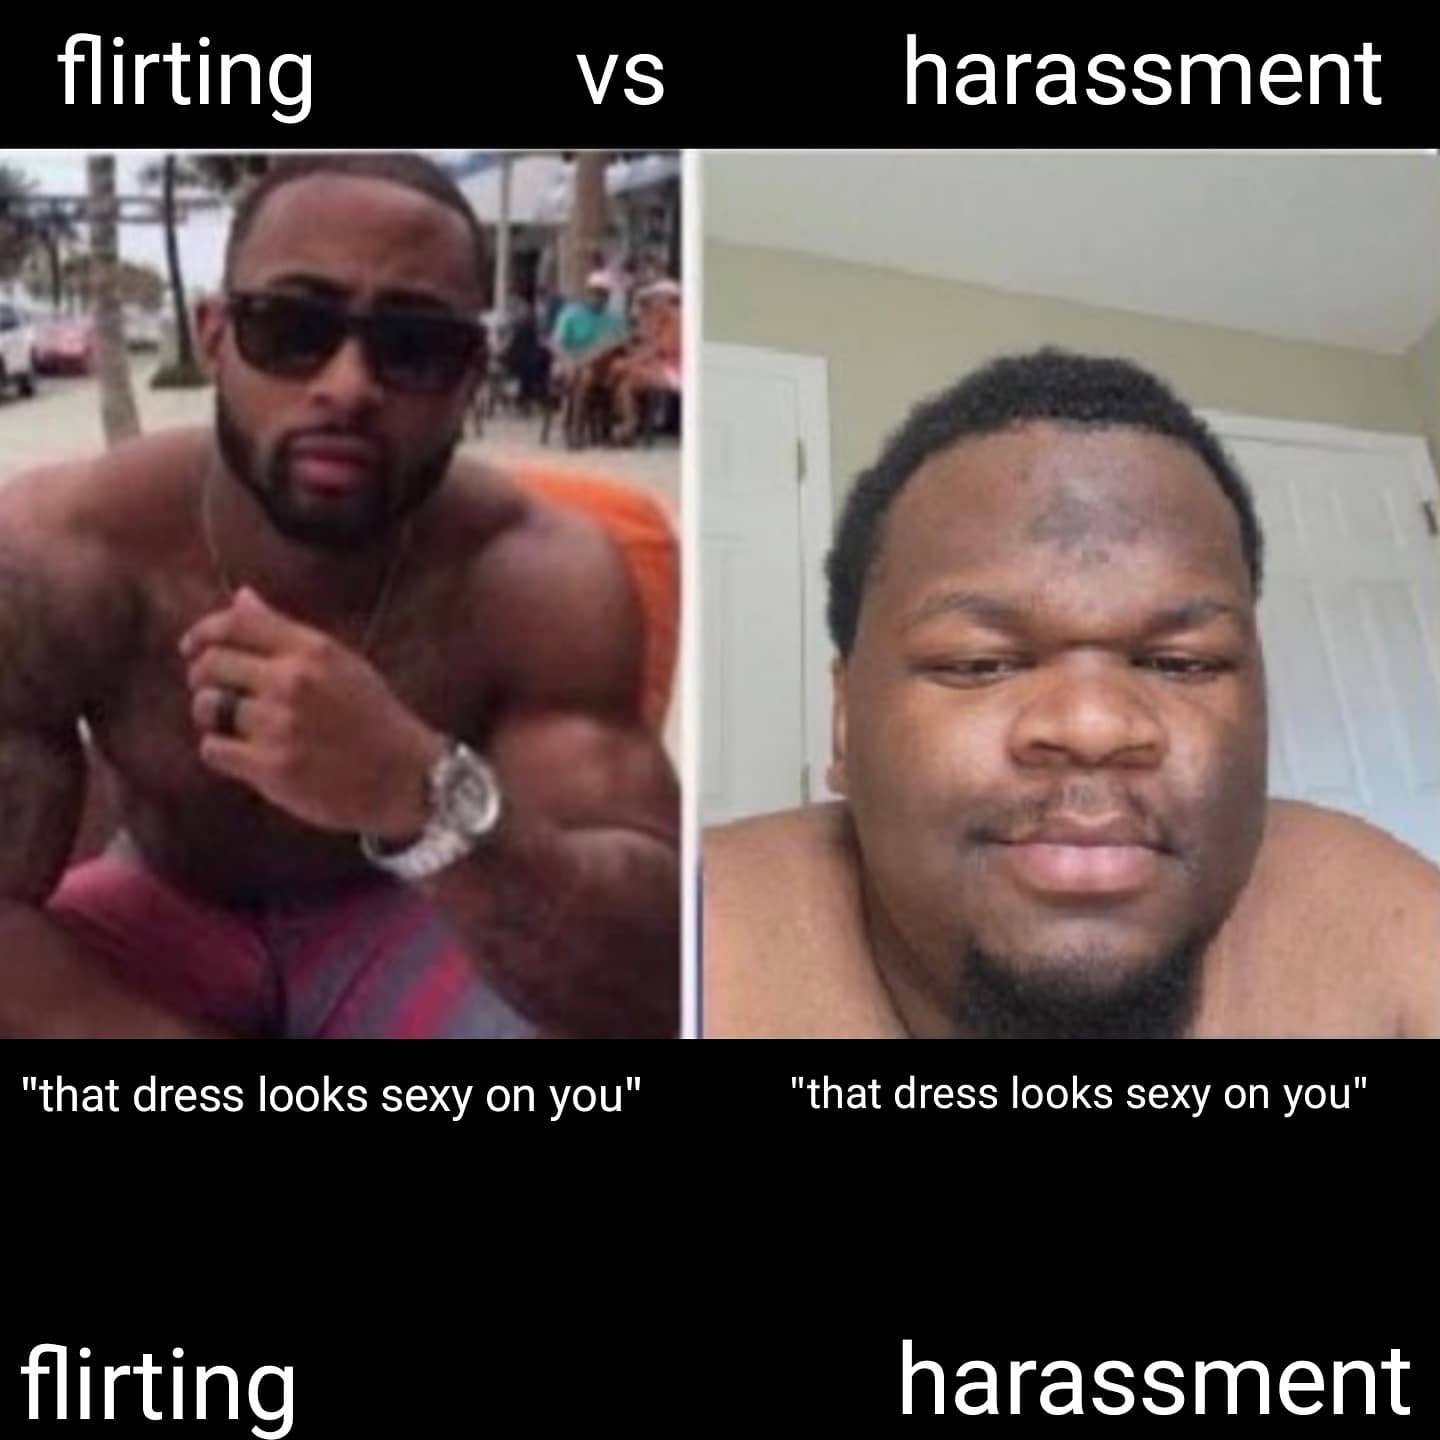 flirting vs harassment
"that dress looks sexy on you" "that dress looks sexy on you"
flirting harassment